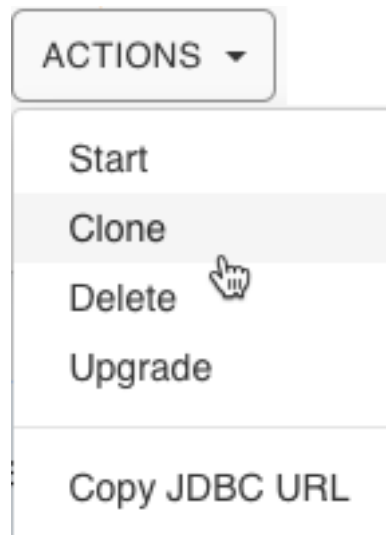 ACTIONS
Start
Clone
Delete
Upgrade
Copy JDBC URL